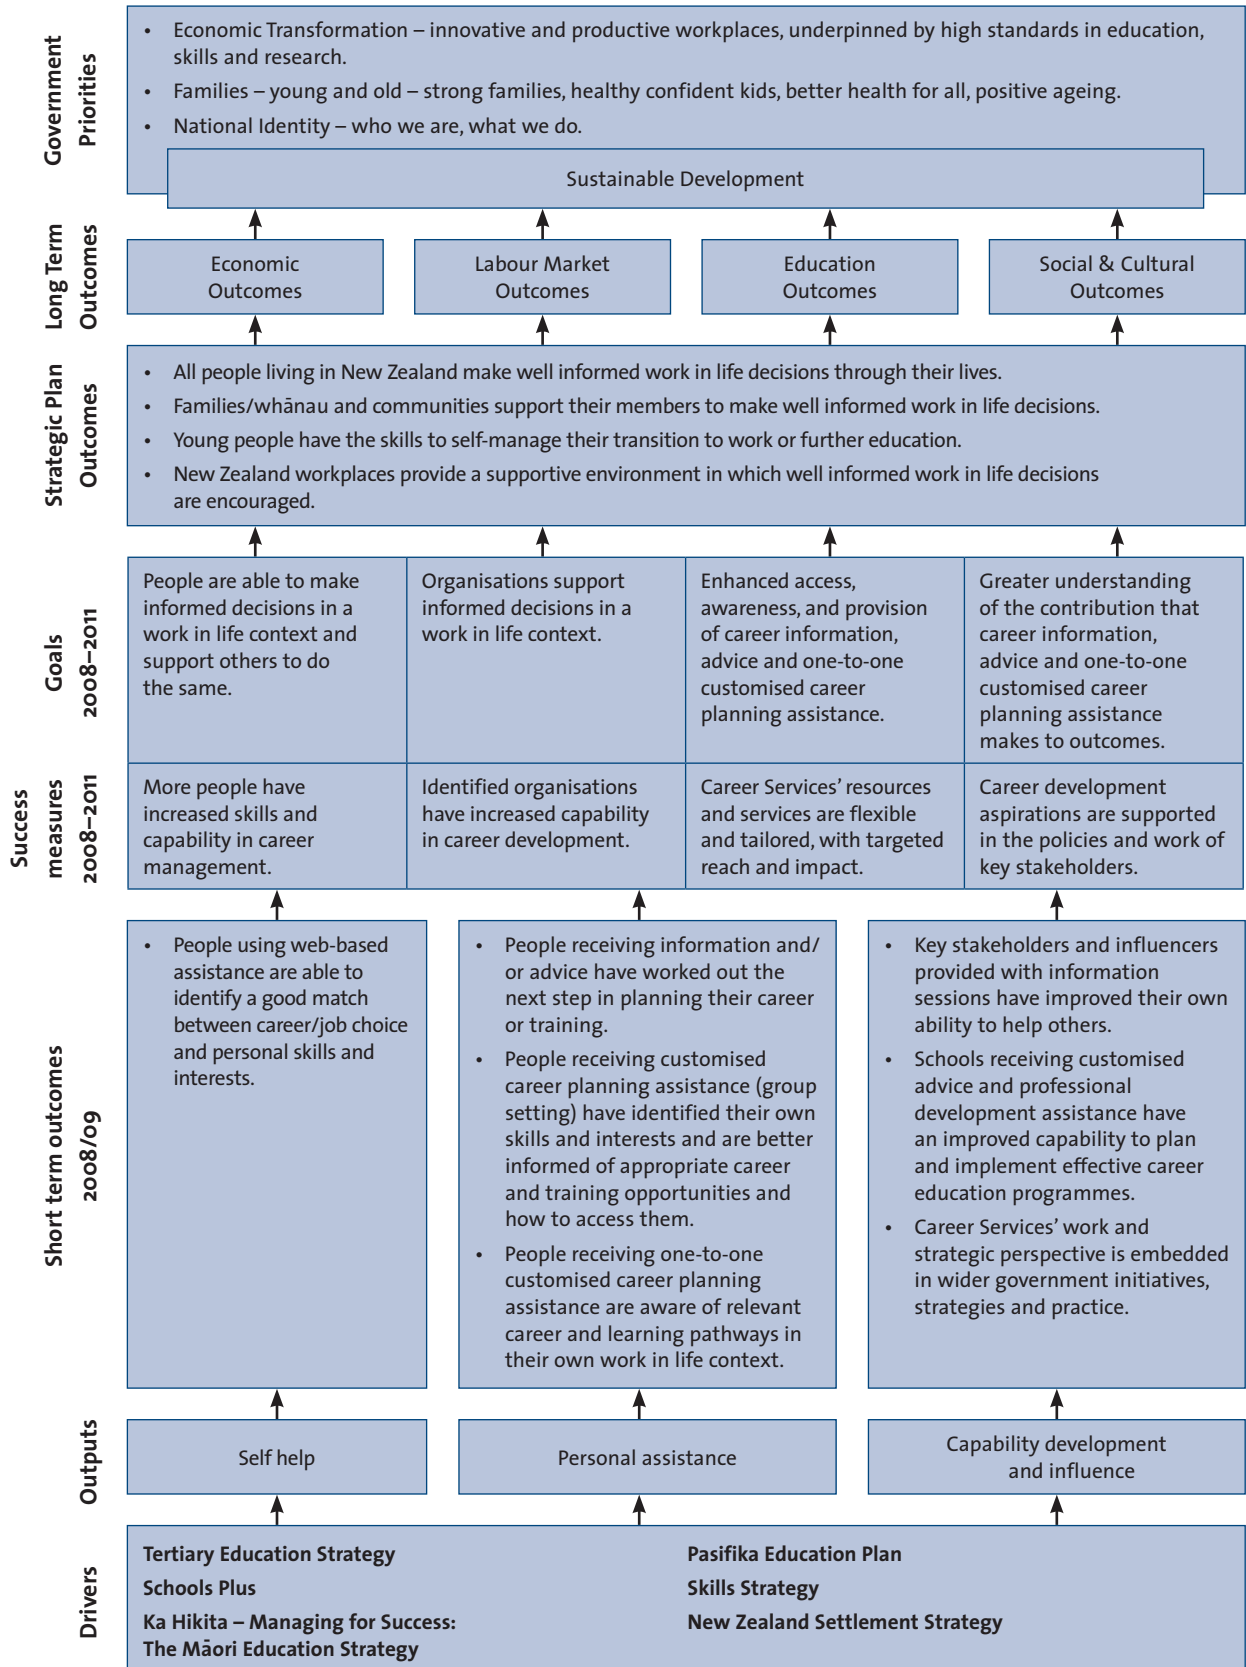 Government
Priorities
• Economic Transformation – innovative and productive workplaces, underpinned by high standards in education,
skills and research.
• Families – young and old – strong families, healthy confident kids, better health for all, positive ageing.
• National Identity – who we are, what we do.
Sustainable Development
Long Term
Outcomes
Economic
Outcomes
Labour Market
Outcomes
Education
Outcomes
Social & Cultural
Outcomes
Strategic Plan
Outcomes
• All people living in New Zealand make well informed work in life decisions through their lives.
• Families/whānau and communities support their members to make well informed work in life decisions.
• Young people have the skills to self-manage their transition to work or further education.
• New Zealand workplaces provide a supportive environment in which well informed work in life decisions
are encouraged.
Goals
2008–2011
People are able to make
informed decisions in a
work in life context and
support others to do
the same.
Organisations support
informed decisions in a
work in life context.
Enhanced access,
awareness, and provision
of career information,
advice and one-to-one
customised career
planning assistance.
Greater understanding
of the contribution that
career information,
advice and one-to-one
customised career
planning assistance
makes to outcomes.
Success
measures
2008–2011
More people have
increased skills and
capability in career
management.
Identified organisations
have increased capability
in career development.
Career Services’ resources
and services are flexible
and tailored, with targeted
reach and impact.
Career development
aspirations are supported
in the policies and work of
key stakeholders.
Short term outcomes
2008/09
• People using web-based
assistance are able to
identify a good match
between career/job choice
and personal skills and
interests.
• People receiving information and/
or advice have worked out the
next step in planning their career
or training.
• People receiving customised
career planning assistance (group
setting) have identified their own
skills and interests and are better
informed of appropriate career
and training opportunities and
how to access them.
• People receiving one-to-one
customised career planning
assistance are aware of relevant
career and learning pathways in
their own work in life context.
• Key stakeholders and influencers
provided with information
sessions have improved their own
ability to help others.
• Schools receiving customised
advice and professional
development assistance have
an improved capability to plan
and implement effective career
education programmes.
• Career Services’ work and
strategic perspective is embedded
in wider government initiatives,
strategies and practice.
Outputs
Self help
Personal assistance
Capability development
and influence
Drivers
Tertiary Education Strategy
Schools Plus
Ka Hikita – Managing for Success:
The Māori Education Strategy
Pasifika Education Plan
Skills Strategy
New Zealand Settlement Strategy